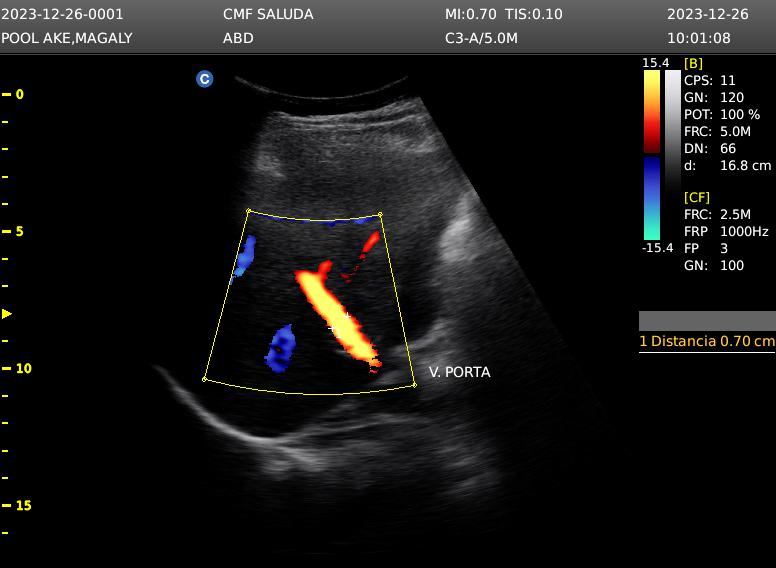 2023-12-26-0001 CMF SALUDA MI:0.70 TIS:0.10 2023-12-26
POOL AKE,MAGALY ABD C3-A/5.0M 10:01:08
C
15.4 [B]
CPS: 11
GN: 120
POT: 100 %
FRC: 5.0M
DN: 66
d: 16.8 cm
[CF]
FRC: 2.5M
-15.4 FRP 1000Hz
FP 3
GN: 100
0
5
10
15
1 Distancia 0.70 cm
V. PORTA